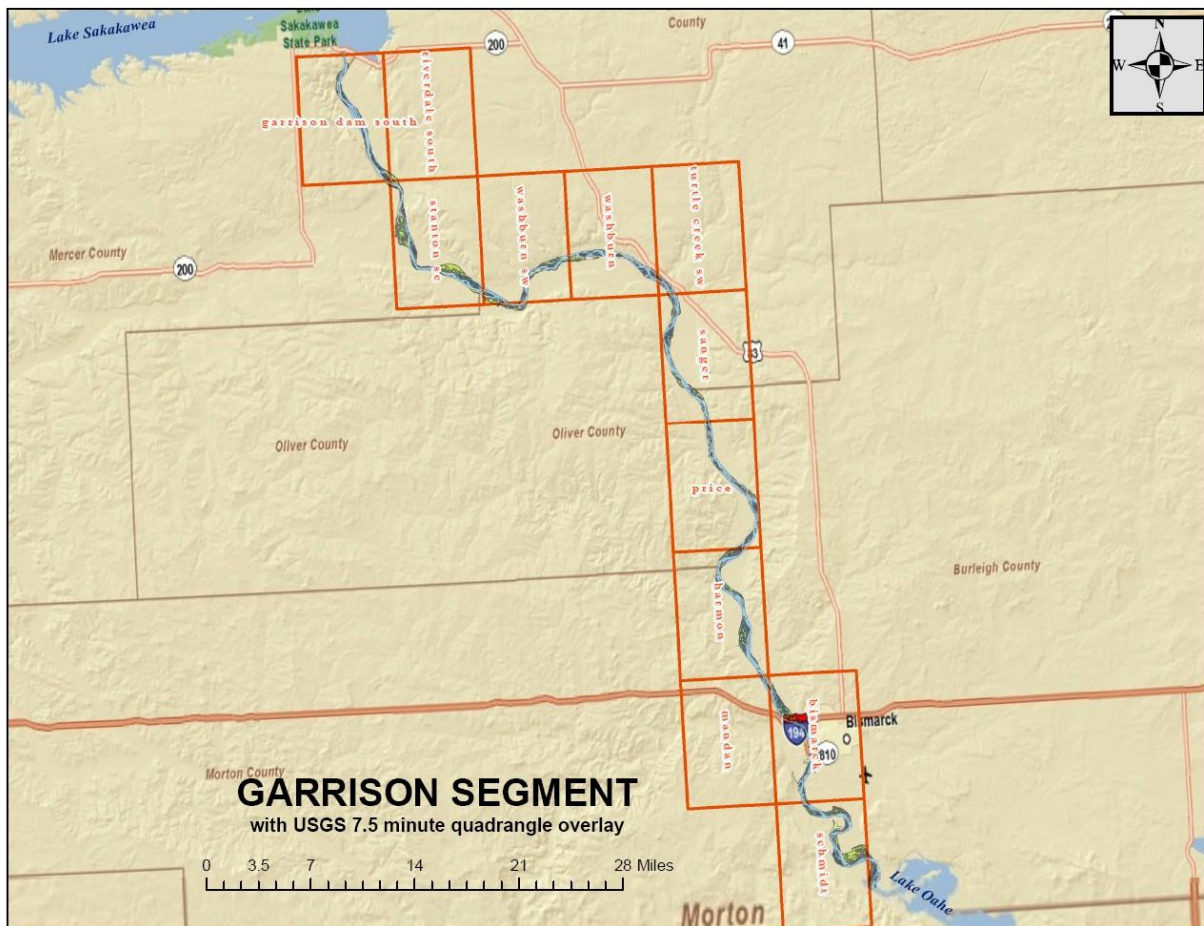 Lake Sakakawea
Sakakawea
State Park
County
200
41
N
W E
S
garrison dam south
riverdale south
stanton se
washburn sw
washburn
turtle creek sw
Mercer County
200
sanger
Oliver County
Oliver County
price
Burleigh County
harmon
mandan
bismarck
Bismarck
194
810
Morton County
GARRISON SEGMENT
with USGS 7.5 minute quadrangle overlay
0 3.5 7 14 21 28 Miles
schmidt
Lake Oahe
Morton